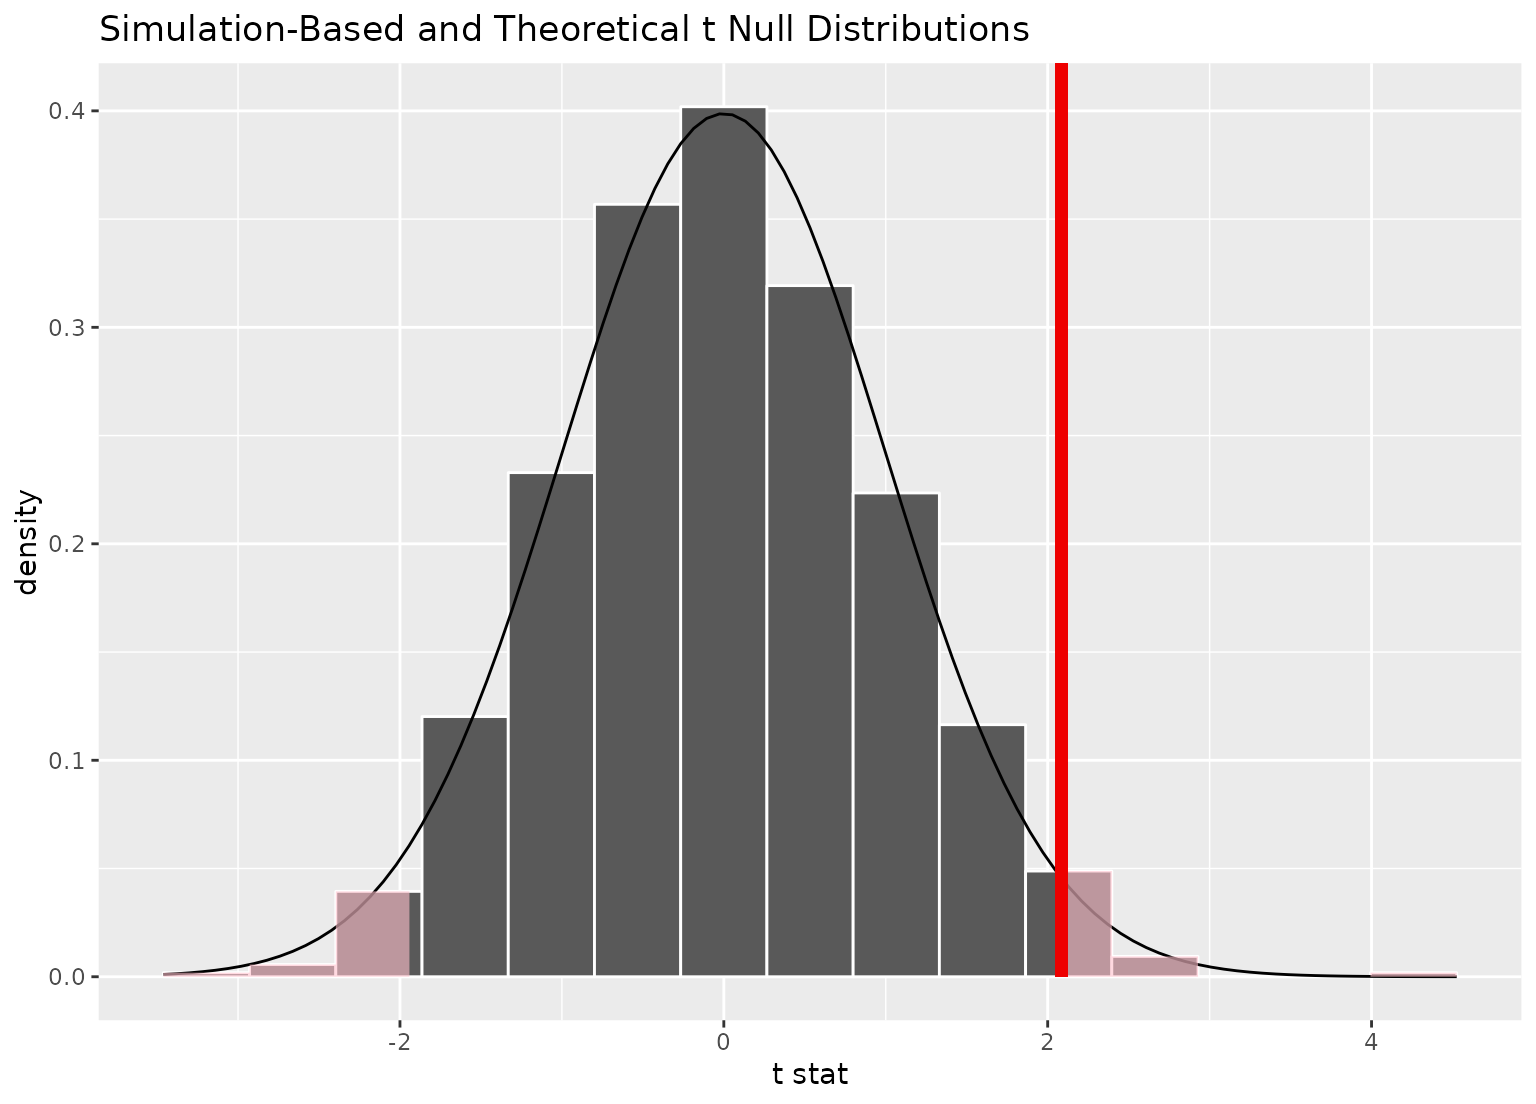 Simulation-Based and Theoretical t Null Distributions
0.4
0.3
0.2
0.1
0.0
density
-2 0 2 4
t stat